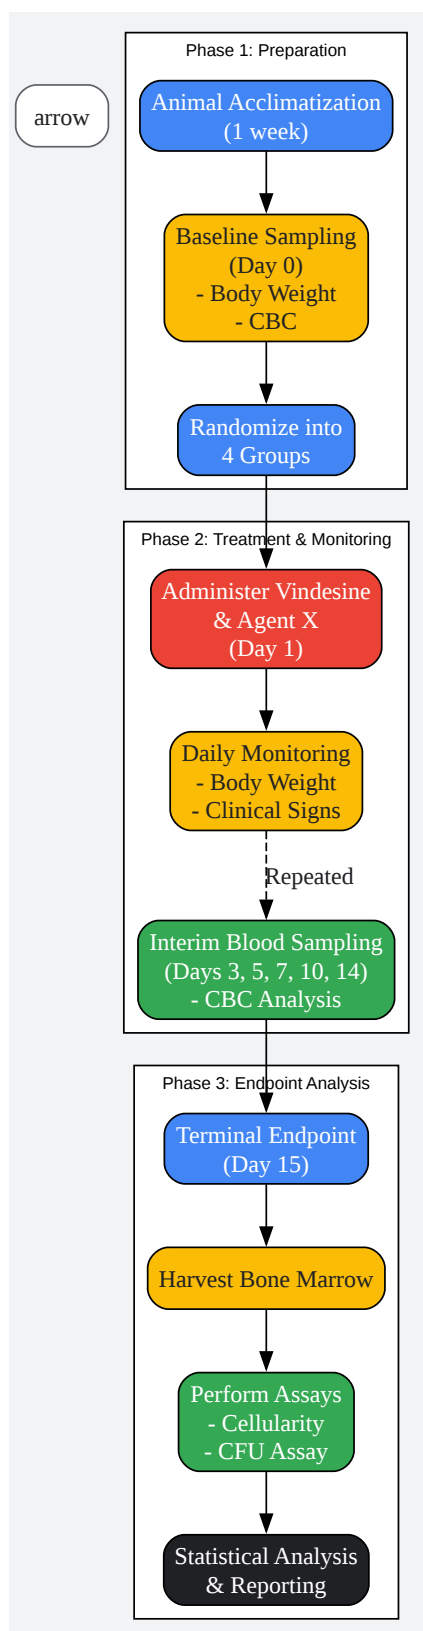 Phase 1: Preparation
arrow
Animal Acclimatization
(1 week)
Baseline Sampling
(Day 0)
- Body Weight
- CBC
Randomize into
4 Groups
Phase 2: Treatment & Monitoring
Administer Vindesine
& Agent X
(Day 1)
Daily Monitoring
- Body Weight
- Clinical Signs
Repeated
Interim Blood Sampling
(Days 3, 5, 7, 10, 14)
- CBC Analysis
Phase 3: Endpoint Analysis
Terminal Endpoint
(Day 15)
Harvest Bone Marrow
Perform Assays
- Cellularity
- CFU Assay
Statistical Analysis
& Reporting